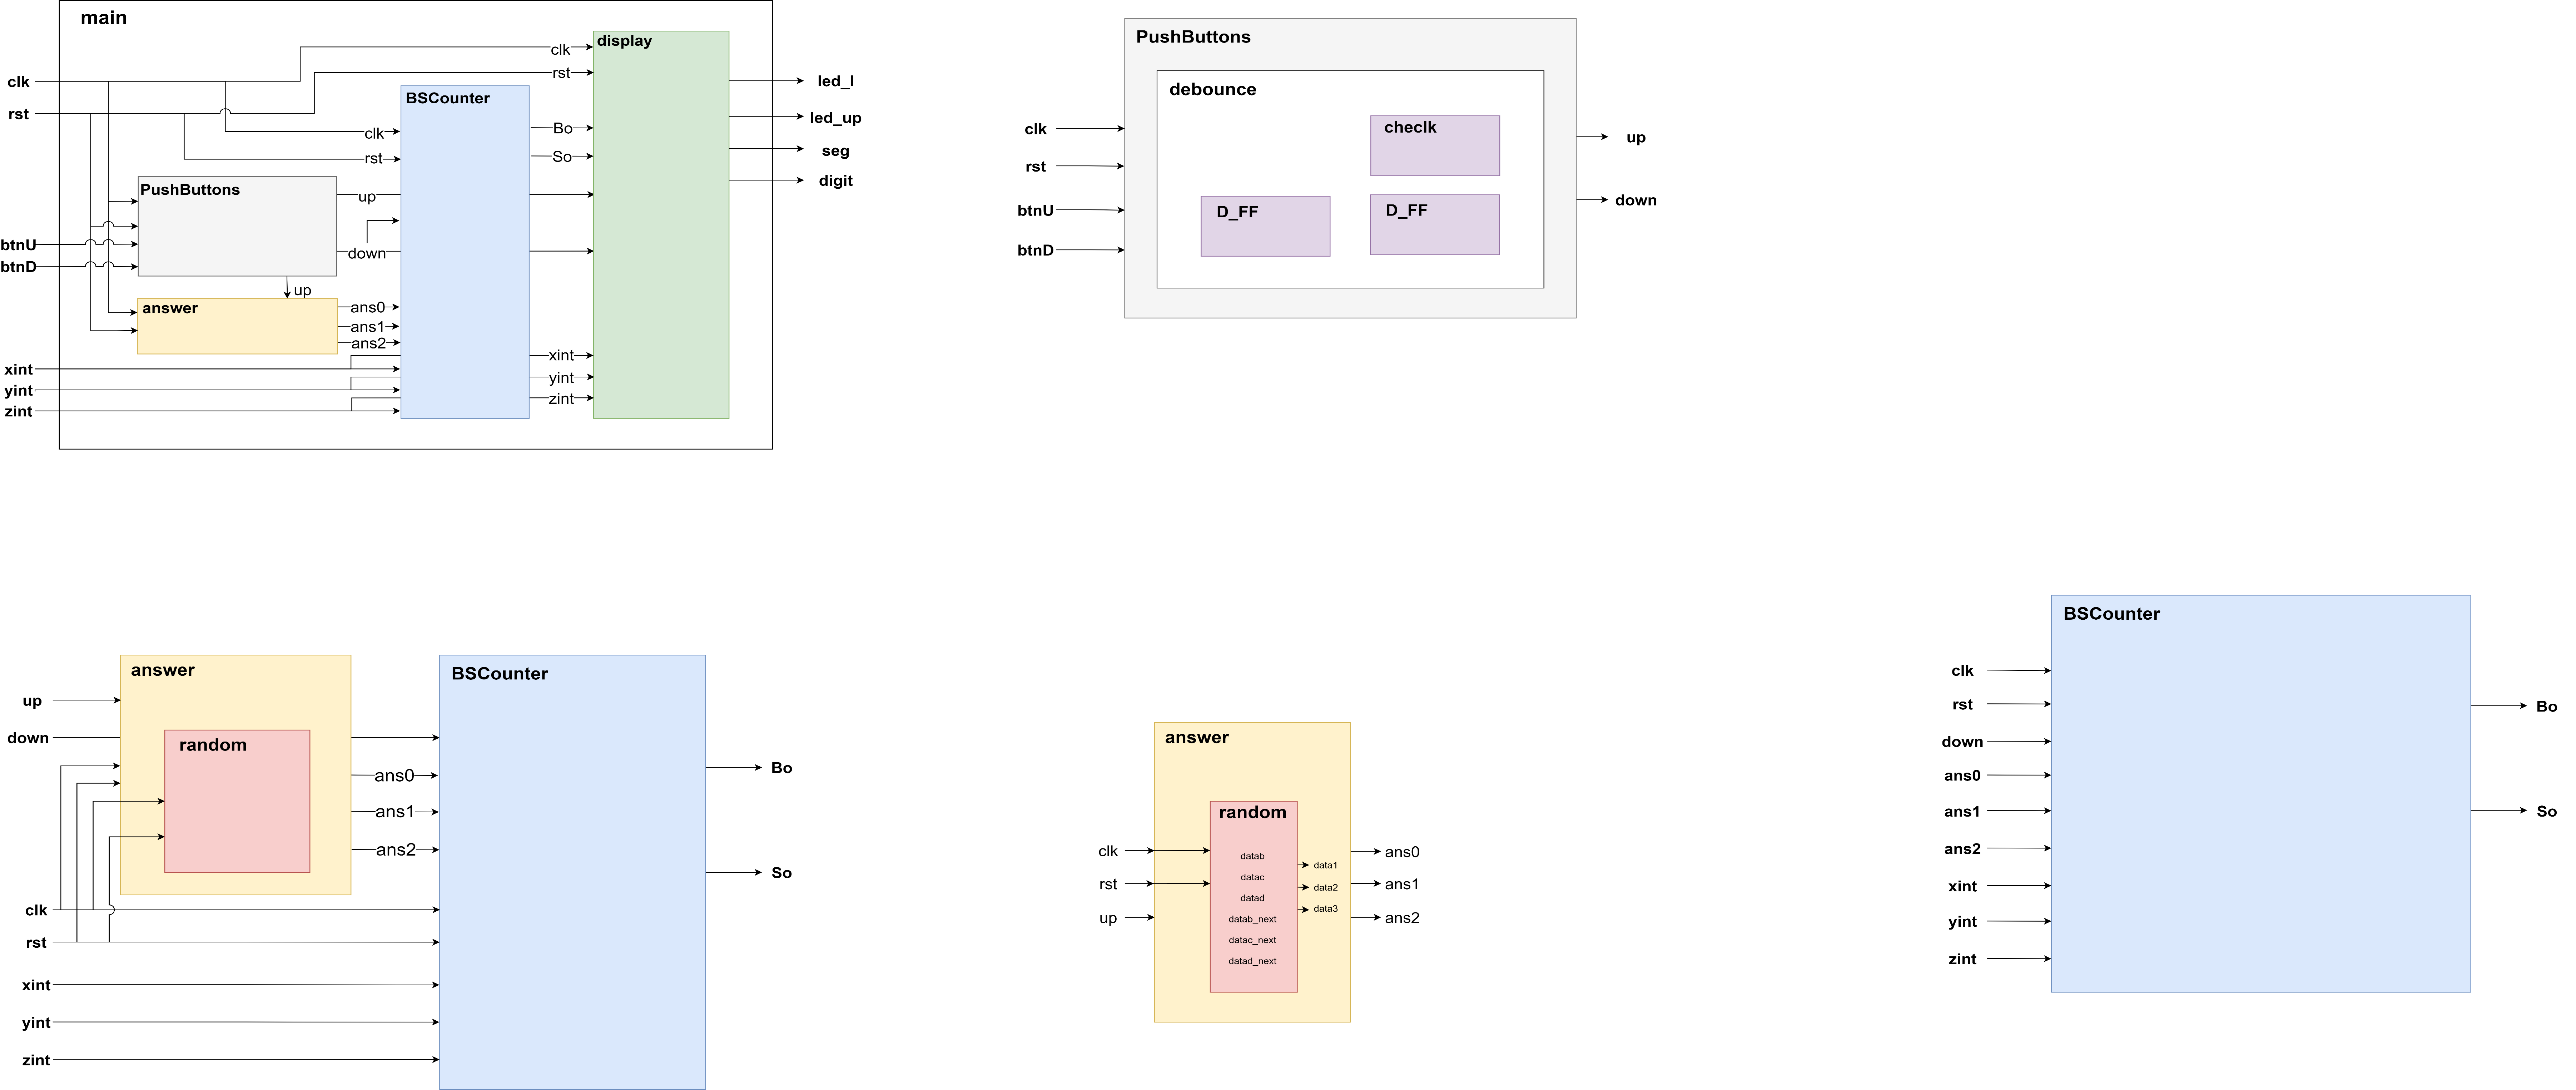 main
clk
rst
btnU
btnD
xint
yint
zint
PushButtons
up
down
up
answer
ans0
ans1
ans2
clk
rst
BSCounter
Bo
So
xint
yint
zint
clk
rst
display
led_l
led_up
seg
digit
PushButtons
debounce
checlk
D_FF
D_FF
clk
rst
btnU
btnD
up
down
answer
random
up
down
clk
rst
xint
yint
zint
ans0
ans1
ans2
BSCounter
Bo
So
answer
random
clk
rst
up
datab
datac
datad
datab_next
datac_next
datad_next
data1
data2
data3
ans0
ans1
ans2
BSCounter
clk
rst
down
ans0
ans1
ans2
xint
yint
zint
Bo
So